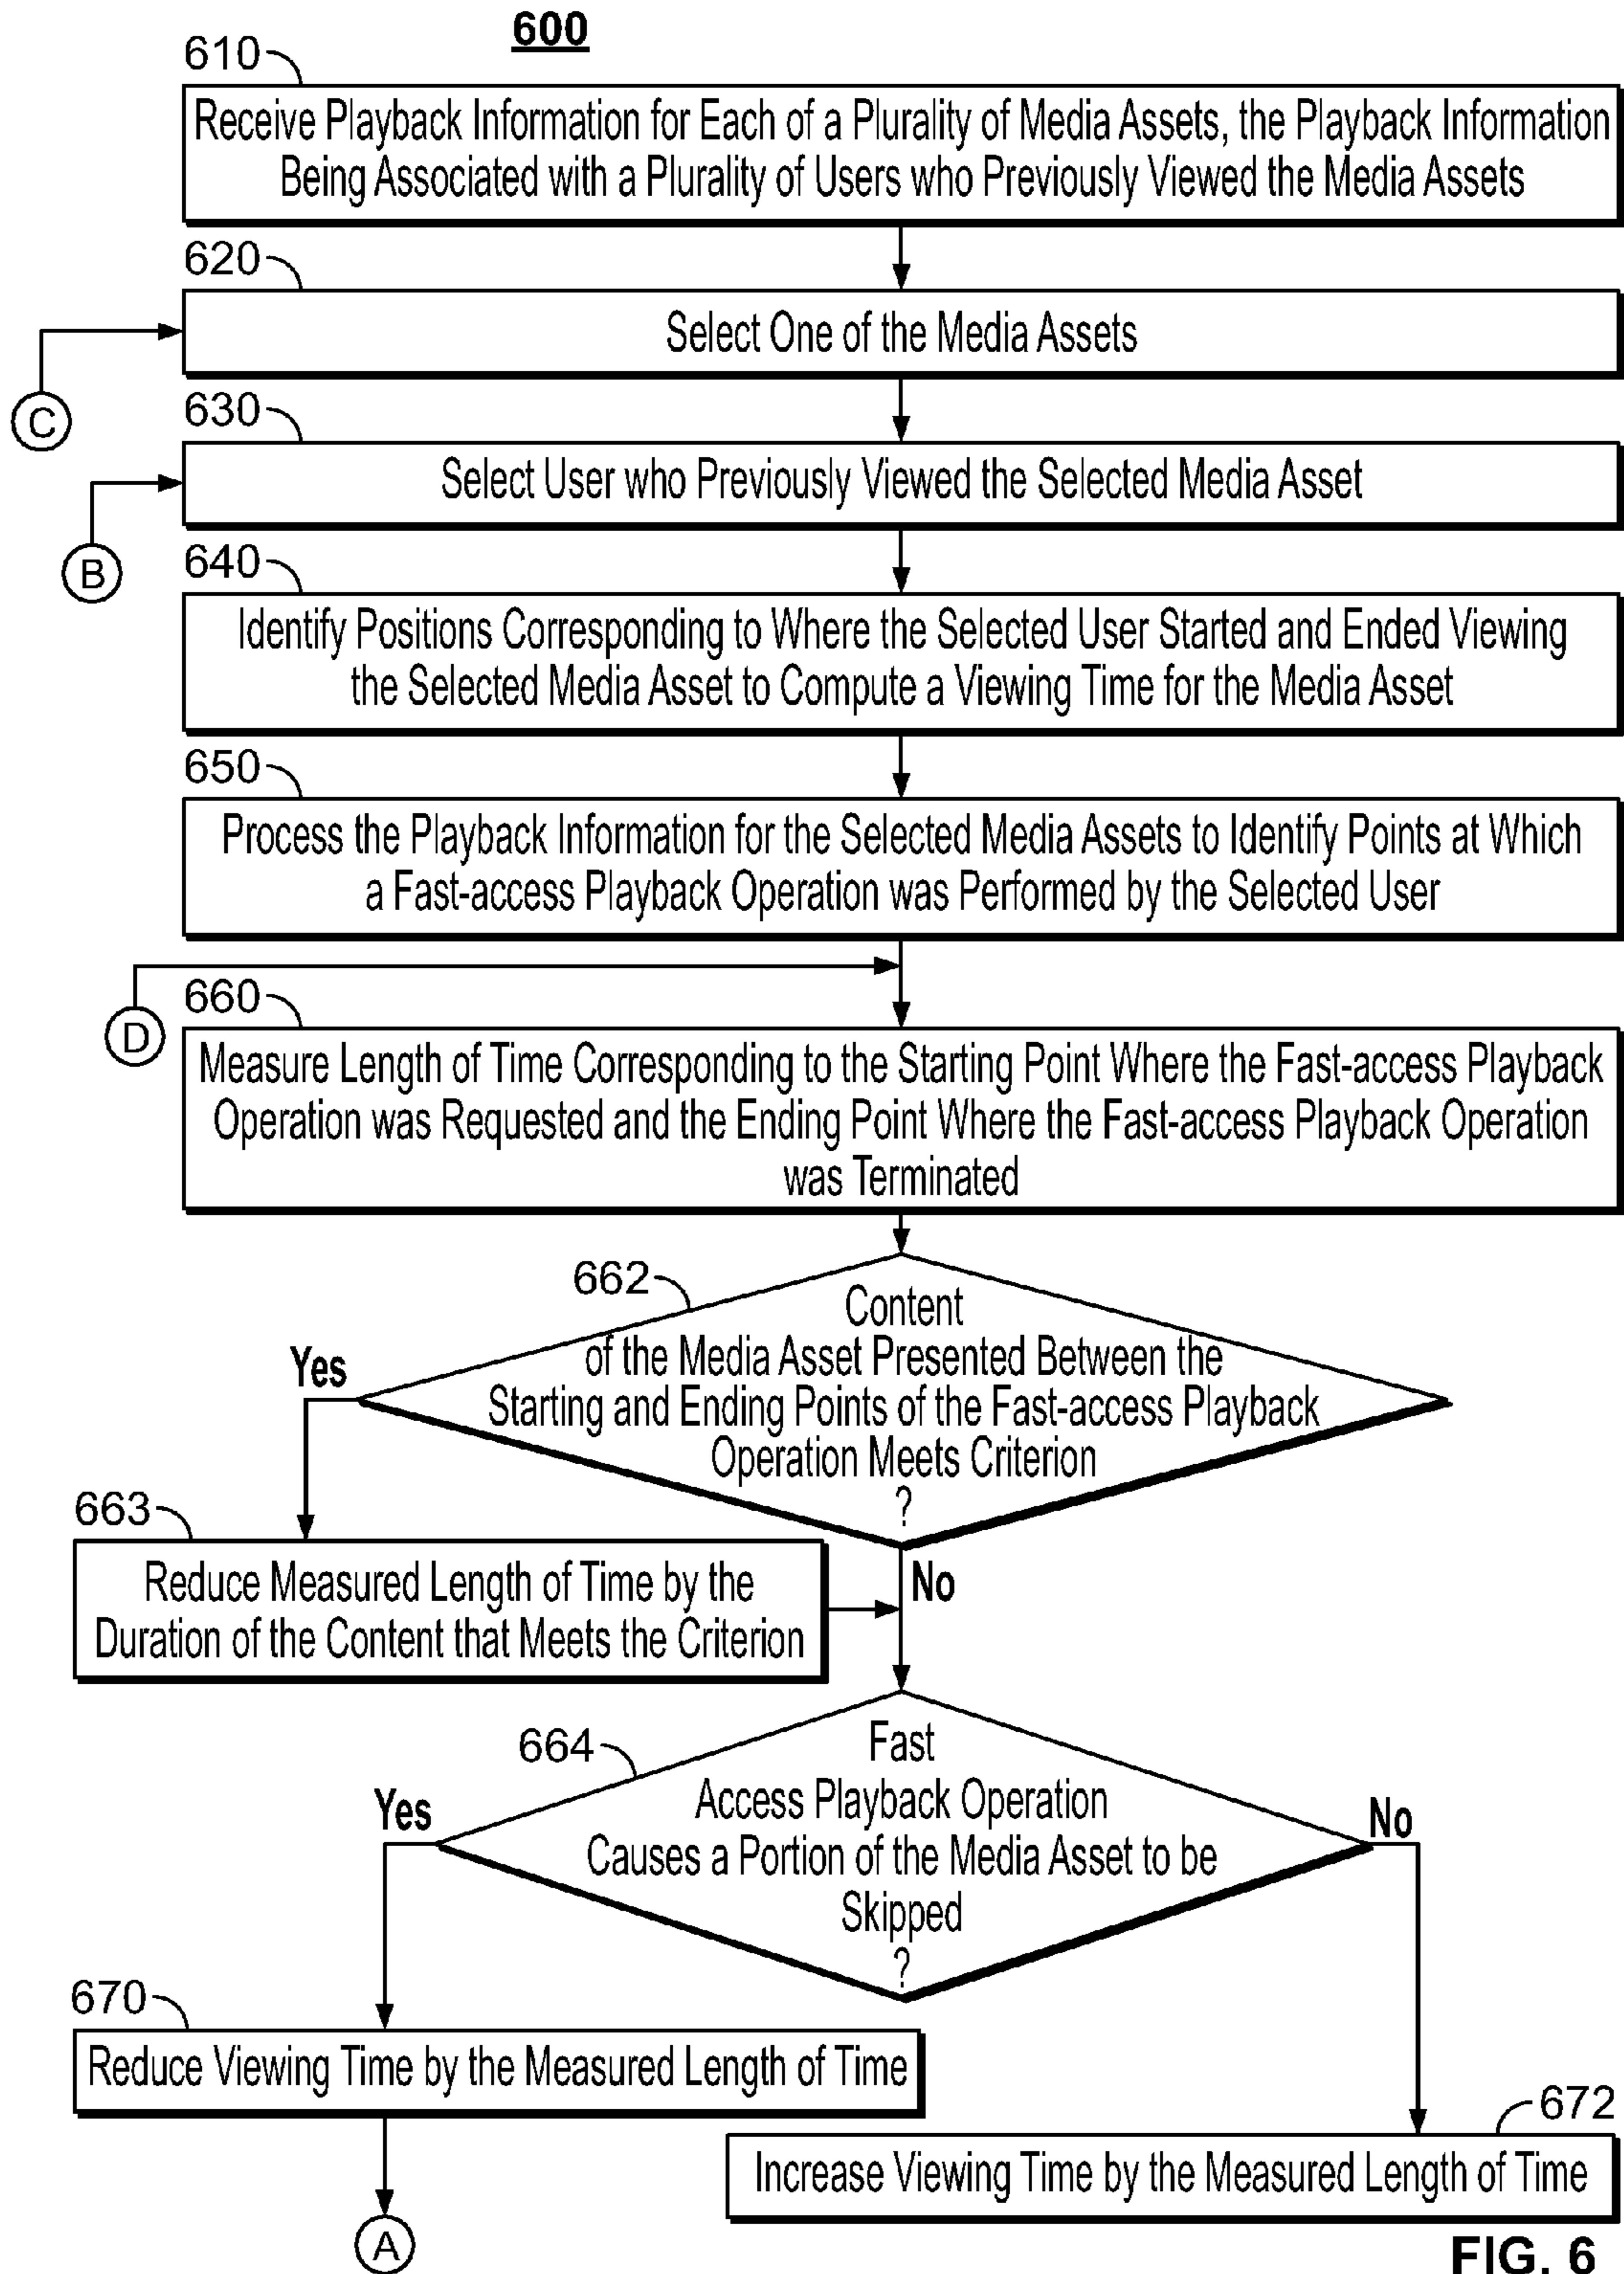 600
610
Receive Playback Information for Each of a Plurality of Media Assets, the Playback Information
Being Associated with a Plurality of Users who Previously Viewed the Media Assets
620
Select One of the Media Assets
C
630
Select User who Previously Viewed the Selected Media Asset
B
640
Identify Positions Corresponding to Where the Selected User Started and Ended Viewing
the Selected Media Asset to Compute a Viewing Time for the Media Asset
650
Process the Playback Information for the Selected Media Assets to Identify Points at Which
a Fast-access Playback Operation was Performed by the Selected User
D
660
Measure Length of Time Corresponding to the Starting Point Where the Fast-access Playback
Operation was Requested and the Ending Point Where the Fast-access Playback Operation
was Terminated
662
Content
of the Media Asset Presented Between the
Starting and Ending Points of the Fast-access Playback
Operation Meets Criterion
?
Yes
No
663
Reduce Measured Length of Time by the
Duration of the Content that Meets the Criterion
664
Fast
Access Playback Operation
Causes a Portion of the Media Asset to be
Skipped
?
Yes
No
670
Reduce Viewing Time by the Measured Length of Time
672
Increase Viewing Time by the Measured Length of Time
A
FIG. 6